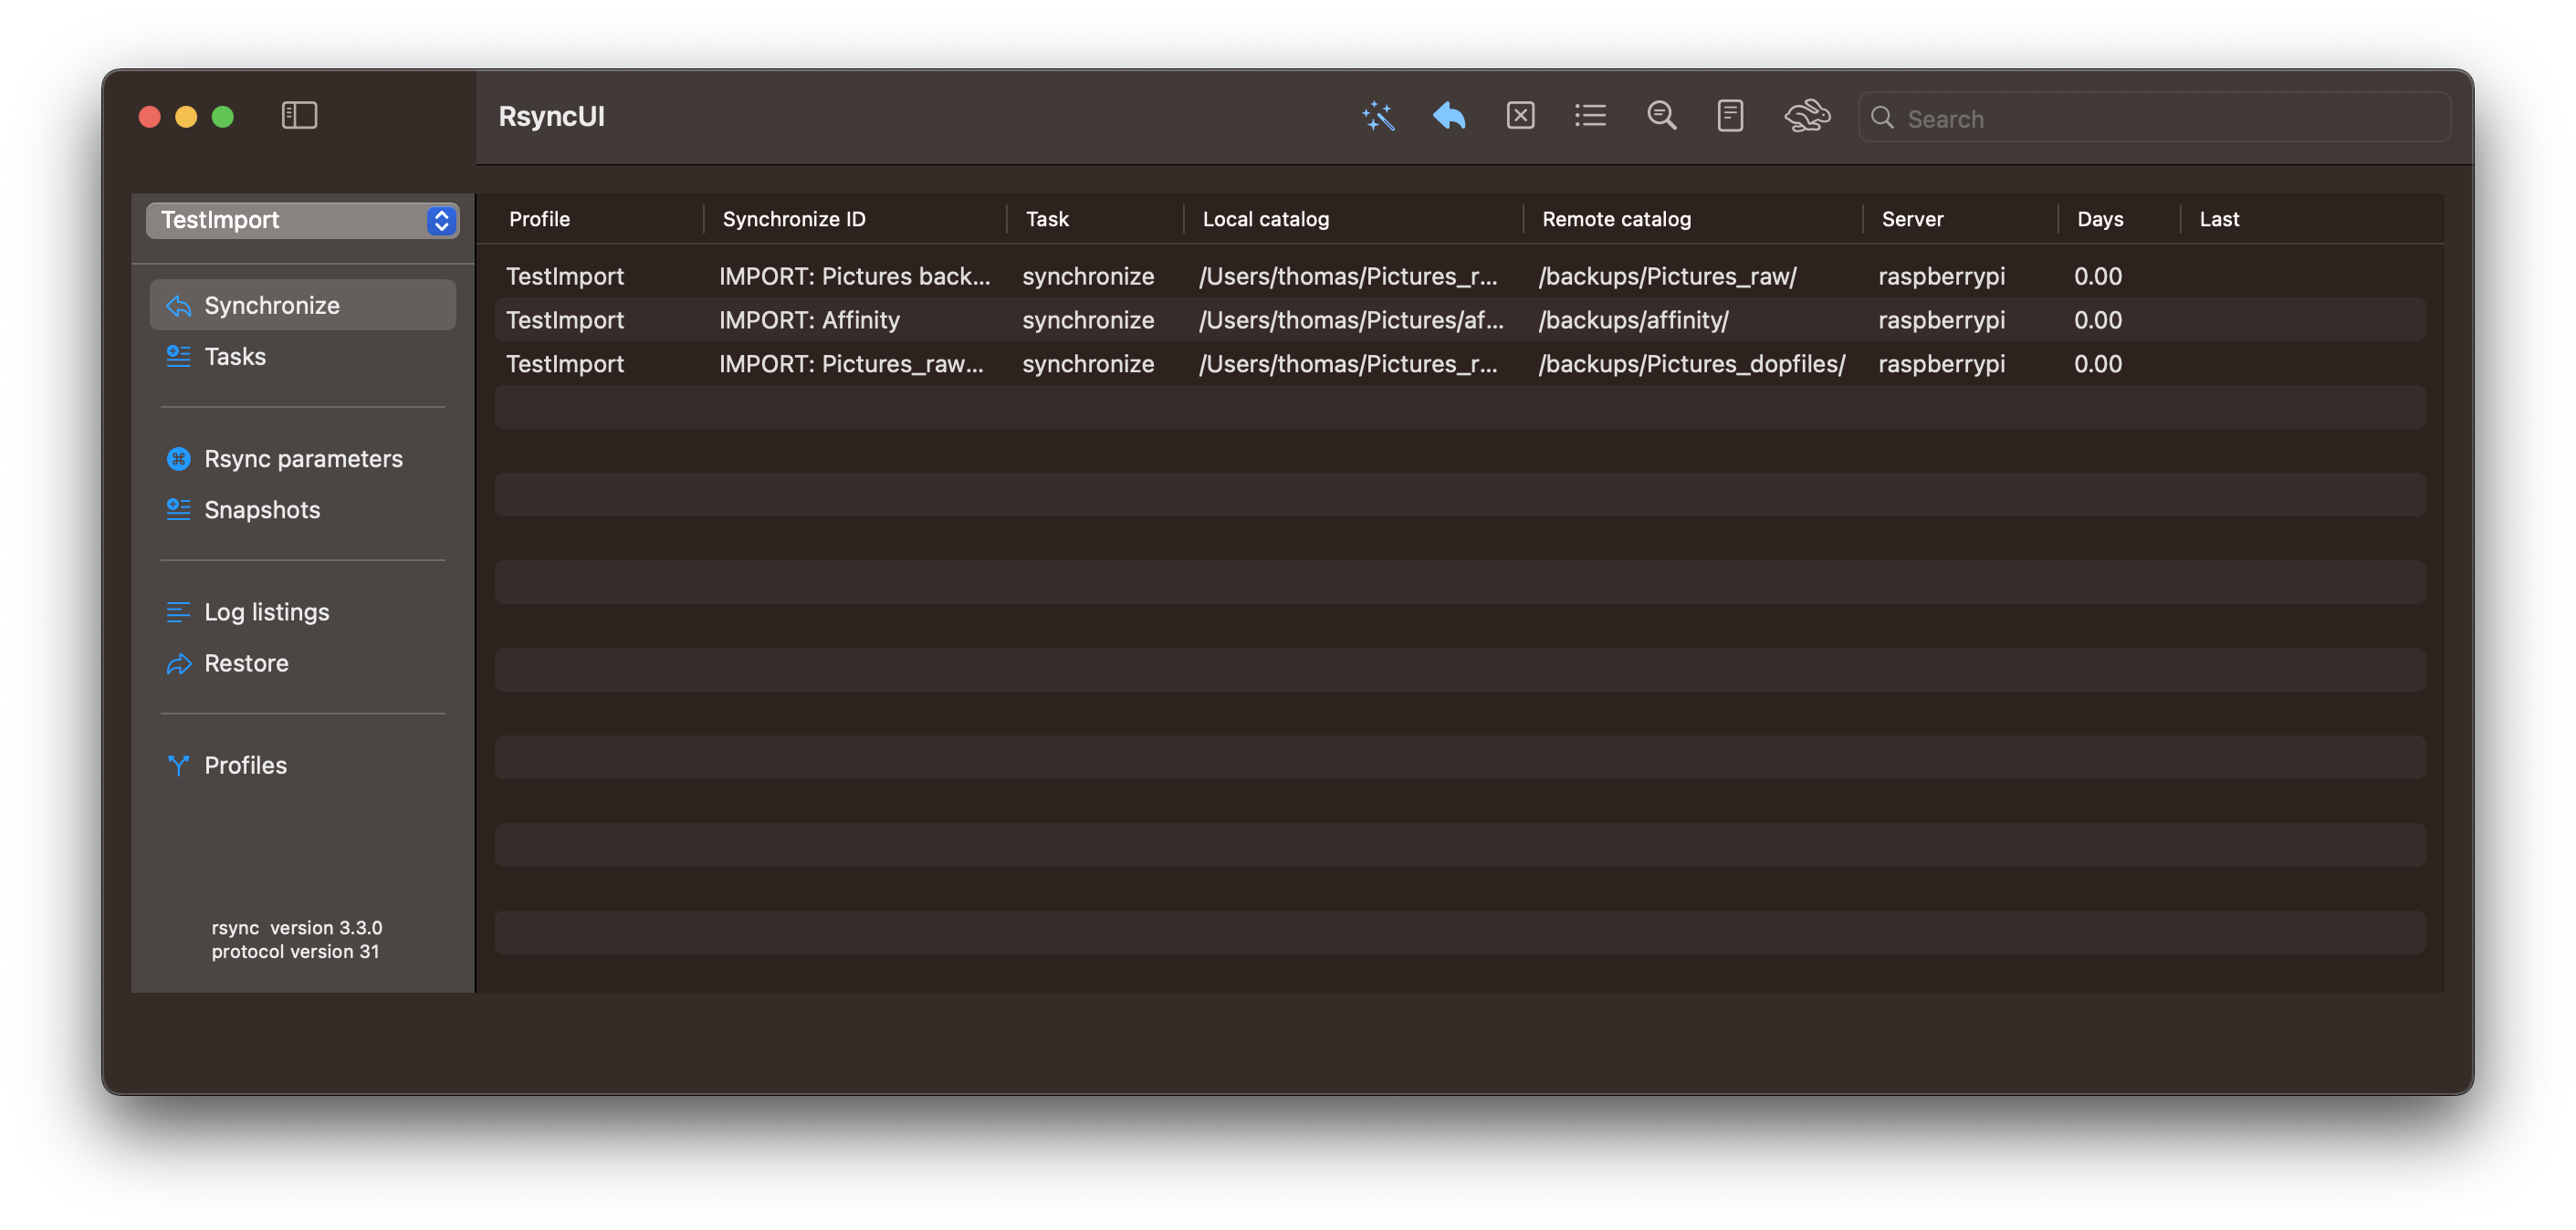 RsyncUI
Search
TestImport
Synchronize
Tasks
Rsync parameters
Snapshots
Log listings
Restore
Profiles
rsync version 3.3.0
protocol version 31
Profile Synchronize ID Task Local catalog Remote catalog Server Days Last
TestImport IMPORT: Pictures back... synchronize /Users/thomas/Pictures_r... /backups/Pictures_raw/ raspberrypi 0.00
TestImport IMPORT: Affinity synchronize /Users/thomas/Pictures/af... /backups/affinity/ raspberrypi 0.00
TestImport IMPORT: Pictures_raw... synchronize /Users/thomas/Pictures_r... /backups/Pictures_dopfiles/ raspberrypi 0.00